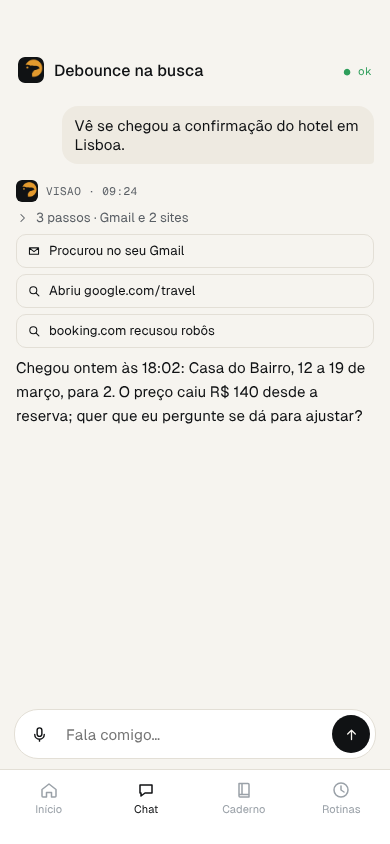 Debounce na busca
ok
Vê se chegou a confirmação do hotel em
Lisboa.
VISAO · 09:24
3 passos · Gmail e 2 sites
Procurou no seu Gmail
Abriu google.com/travel
booking.com recusou robôs
Chegou ontem às 18:02: Casa do Bairro, 12 a 19 de
março, para 2. O preço caiu R$ 140 desde a
reserva; quer que eu pergunte se dá para ajustar?
Fala comigo...
Início
Chat
Caderno
Rotinas